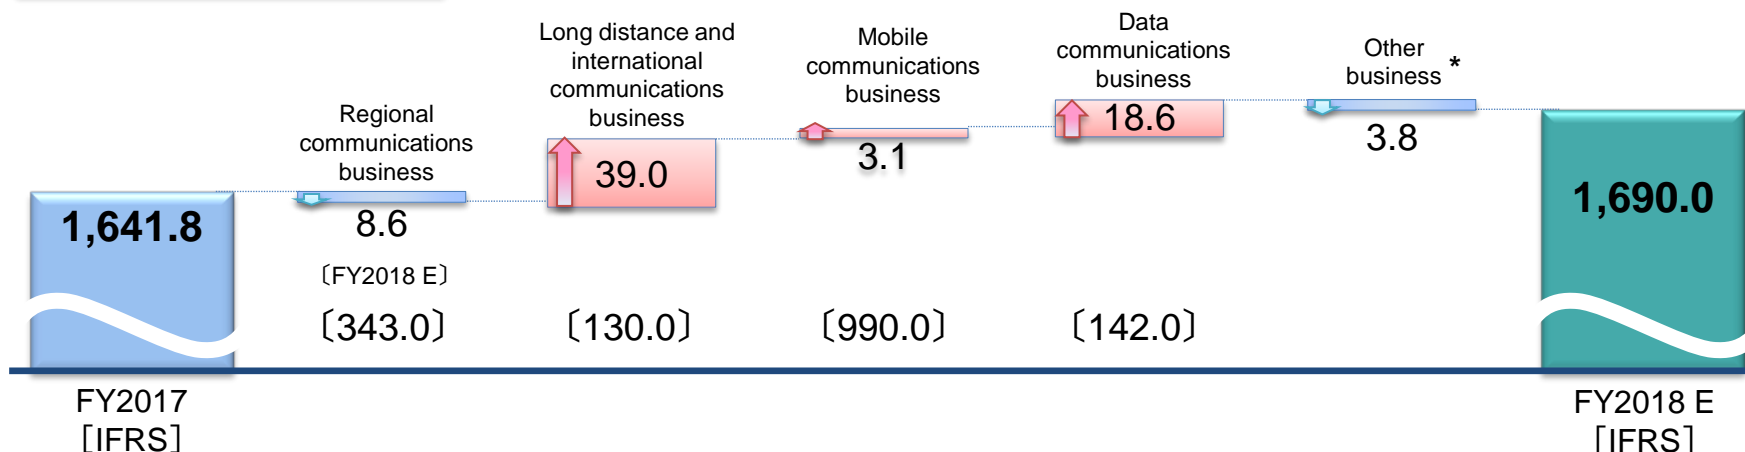 Regional
communications
business
Long distance and
international
communications
business
Mobile
communications
business
Data
communications
business
Other
business *
1,641.8
8.6
39.0
3.1
18.6
3.8
1,690.0
〔FY2018 E〕
〔343.0〕
〔130.0〕
〔990.0〕
〔142.0〕
FY2017
［IFRS］
FY2018 E
［IFRS］